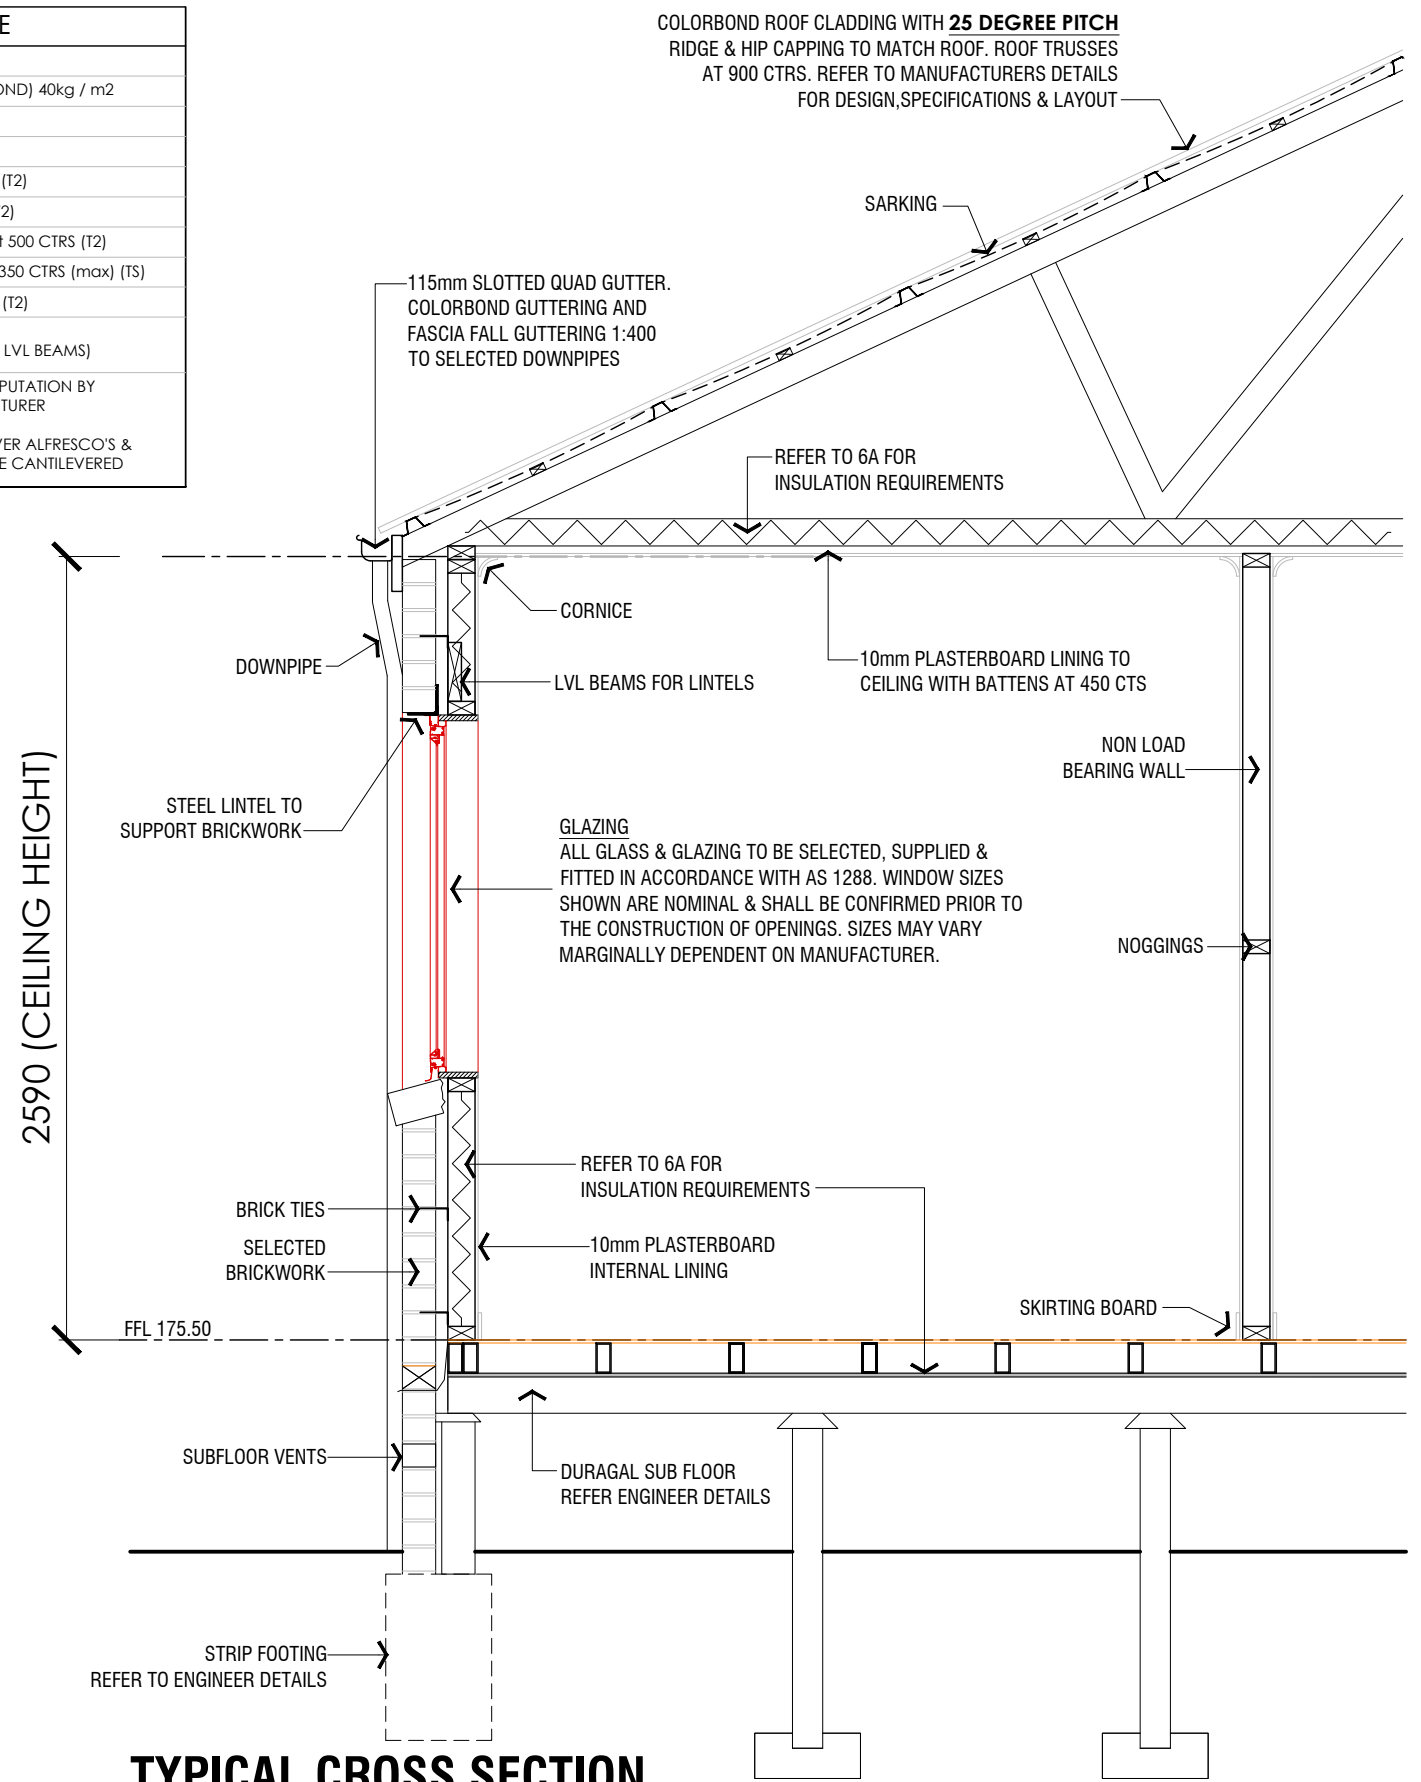 E
OND) 40kg / m2
(T2)
2)
500 CTRS (T2)
350 CTRS (max) (TS)
(T2)
LVL BEAMS)
PUTATION BY
TURER
ER ALFRESCO'S &
E CANTILEVERED
COLORBOND ROOF CLADDING WITH 25 DEGREE PITCH
RIDGE & HIP CAPPING TO MATCH ROOF. ROOF TRUSSES
AT 900 CTRS. REFER TO MANUFACTURERS DETAILS
FOR DESIGN,SPECIFICATIONS & LAYOUT
SARKING
115mm SLOTTED QUAD GUTTER.
COLORBOND GUTTERING AND
FASCIA FALL GUTTERING 1:400
TO SELECTED DOWNPIPES
REFER TO 6A FOR
INSULATION REQUIREMENTS
CORNICE
DOWNPIPE
LVL BEAMS FOR LINTELS
10mm PLASTERBOARD LINING TO
CEILING WITH BATTENS AT 450 CTS
NON LOAD
BEARING WALL
STEEL LINTEL TO
SUPPORT BRICKWORK
GLAZING
ALL GLASS & GLAZING TO BE SELECTED, SUPPLIED &
FITTED IN ACCORDANCE WITH AS 1288. WINDOW SIZES
SHOWN ARE NOMINAL & SHALL BE CONFIRMED PRIOR TO
THE CONSTRUCTION OF OPENINGS. SIZES MAY VARY
MARGINALLY DEPENDENT ON MANUFACTURER.
NOGGINGS
2590 (CEILING HEIGHT)
REFER TO 6A FOR
INSULATION REQUIREMENTS
BRICK TIES
SELECTED
BRICKWORK
10mm PLASTERBOARD
INTERNAL LINING
SKIRTING BOARD
FFL 175.50
SUBFLOOR VENTS
DURAGAL SUB FLOOR
REFER ENGINEER DETAILS
STRIP FOOTING
REFER TO ENGINEER DETAILS
TYPICAL CROSS SECTION